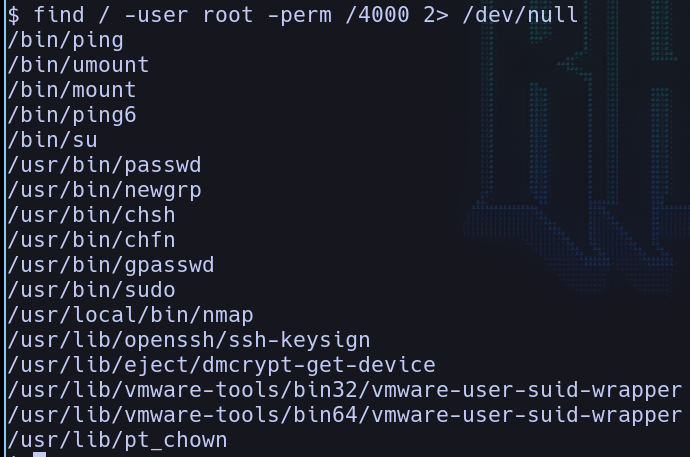 $ find / -user root -perm /4000 2> /dev/null
/bin/ping
/bin/umount
/bin/mount
/bin/ping6
/bin/su
/usr/bin/passwd
/usr/bin/newgrp
/usr/bin/chsh
/usr/bin/chfn
/usr/bin/gpasswd
/usr/bin/sudo
/usr/local/bin/nmap
/usr/lib/openssh/ssh-keysign
/usr/lib/eject/dmcrypt-get-device
/usr/lib/vmware-tools/bin32/vmware-user-suid-wrapper
/usr/lib/vmware-tools/bin64/vmware-user-suid-wrapper
/usr/lib/pt_chown